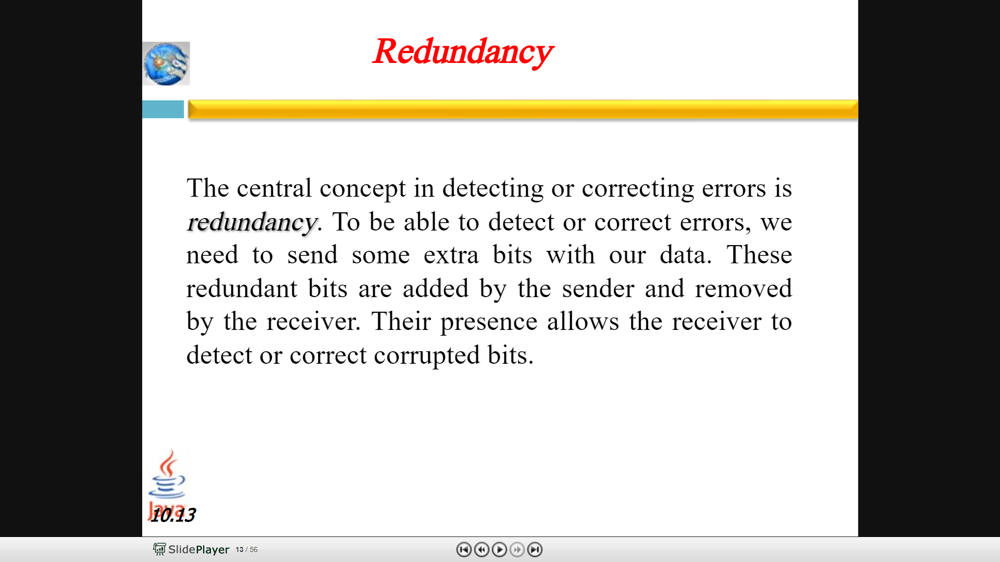 Redundancy
The central concept in detecting or correcting errors is
redundancy. To be able to detect or correct errors, we
need to send some extra bits with our data. These
redundant bits are added by the sender and removed
by the receiver. Their presence allows the receiver to
detect or correct corrupted bits.
Java
10.13
SlidePlayer 13 / 56